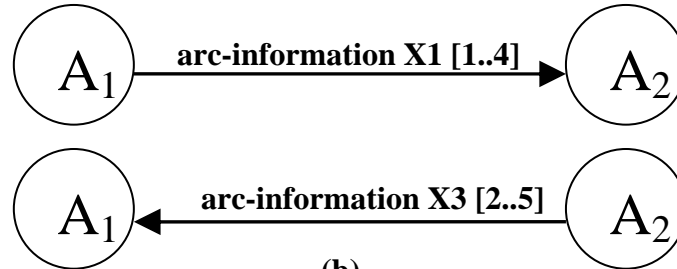 A1 arc-information X1 [1..4] A2
A1 arc-information X3 [2..5] A2
(b)